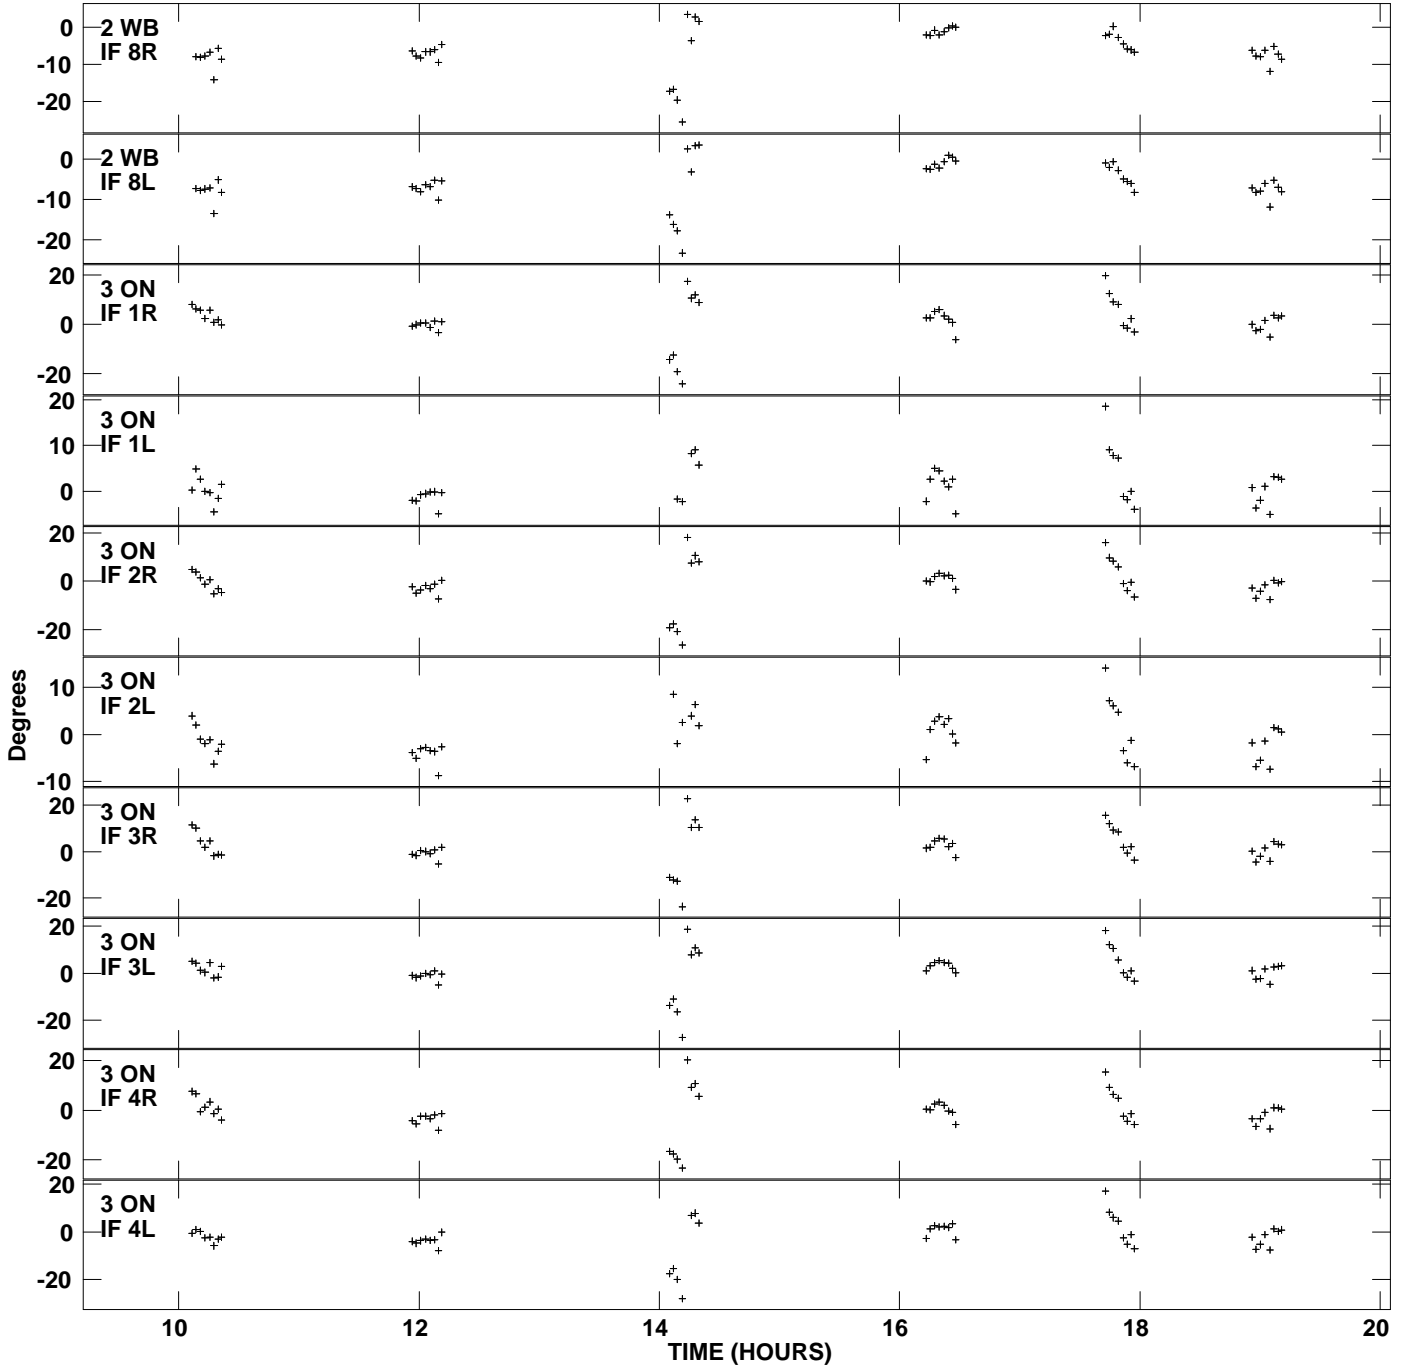 0
-10
-20
2 WB
IF 8R
0
-10
-20
2 WB
IF 8L
20
0
-20
3 ON
IF 1R
20
10
0
3 ON
IF 1L
20
0
-20
3 ON
IF 2R
10
0
-10
3 ON
IF 2L
20
0
-20
3 ON
IF 3R
20
0
-20
3 ON
IF 3L
20
0
-20
3 ON
IF 4R
20
0
-20
3 ON
IF 4L
Degrees
10 12 14 16 18 20
TIME (HOURS)